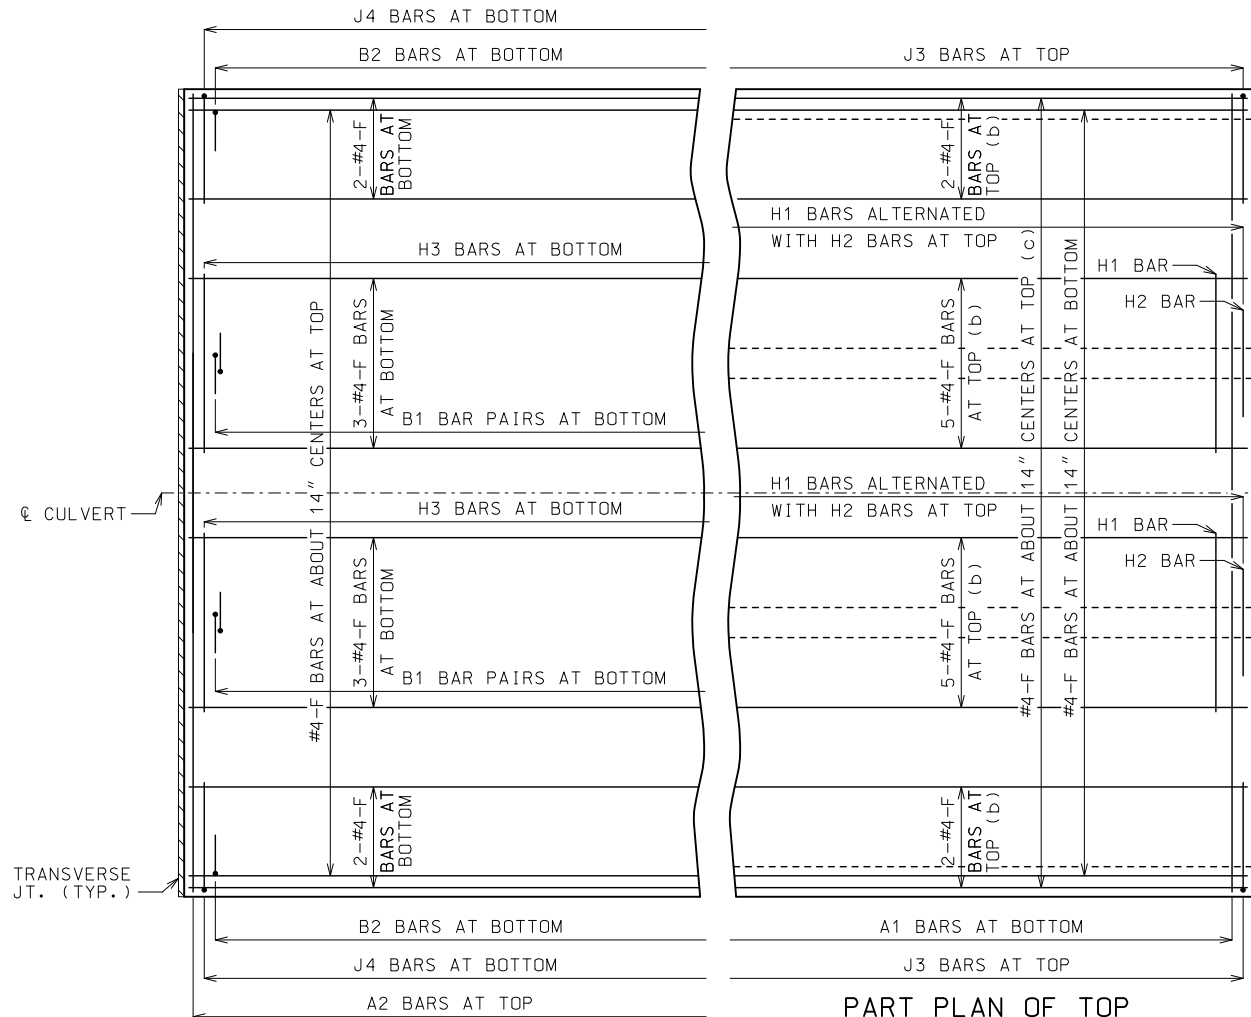 J4 BARS AT BOTTOM
B2 BARS AT BOTTOM
J3 BARS AT TOP
2-#4-F
BARS AT
BOTTOM
2-#4-F
BARS AT
TOP (b)
H1 BARS ALTERNATED
WITH H2 BARS AT TOP
H3 BARS AT BOTTOM
H1 BAR
H2 BAR
#4-F BARS AT ABOUT 14" CENTERS AT TOP
3-#4-F BARS
AT BOTTOM
5-#4-F BARS
AT TOP (b)
#4-F BARS AT ABOUT 14" CENTERS AT TOP (c)
#4-F BARS AT ABOUT 14" CENTERS AT BOTTOM
B1 BAR PAIRS AT BOTTOM
℄ CULVERT
H1 BARS ALTERNATED
WITH H2 BARS AT TOP
H3 BARS AT BOTTOM
H1 BAR
H2 BAR
3-#4-F BARS
AT BOTTOM
5-#4-F BARS
AT TOP (b)
B1 BAR PAIRS AT BOTTOM
2-#4-F
BARS AT
BOTTOM
2-#4-F
BARS AT
TOP (b)
TRANSVERSE
JT. (TYP.)
B2 BARS AT BOTTOM
A1 BARS AT BOTTOM
J4 BARS AT BOTTOM
J3 BARS AT TOP
A2 BARS AT TOP
PART PLAN OF TOP